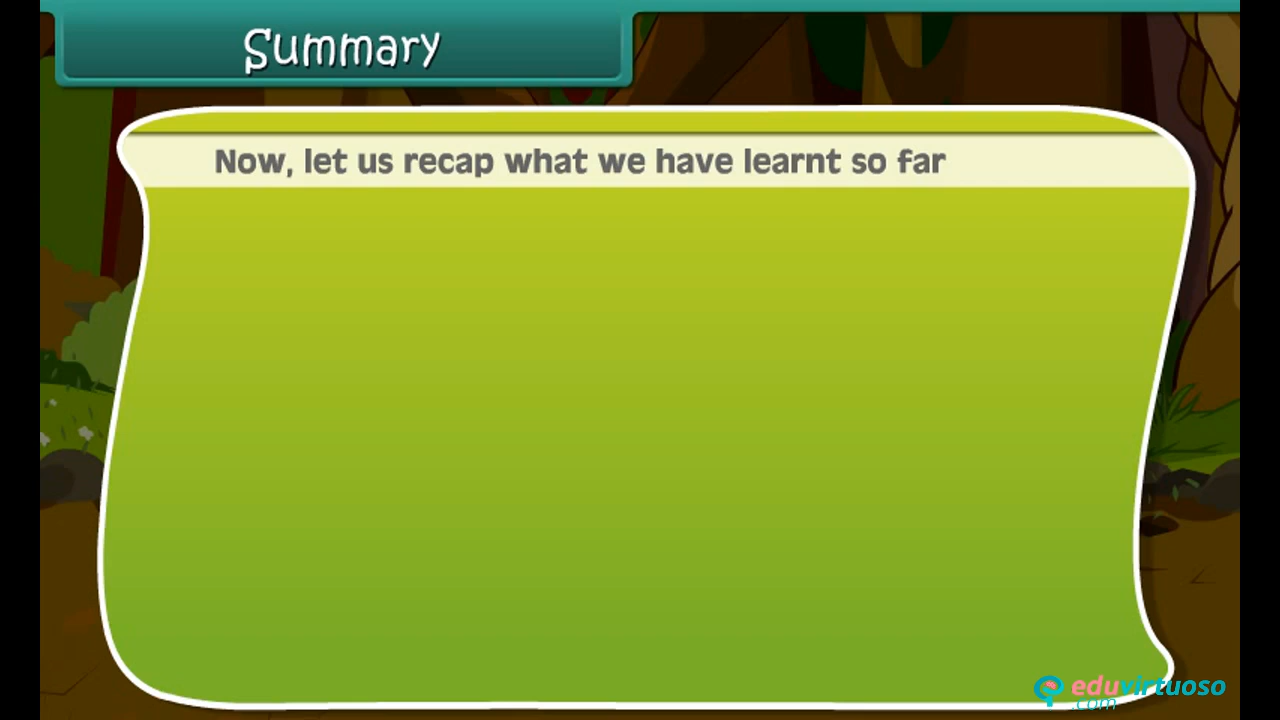 Summary
Now, let us recap what we have learnt so far
eduvirtuoso
.com